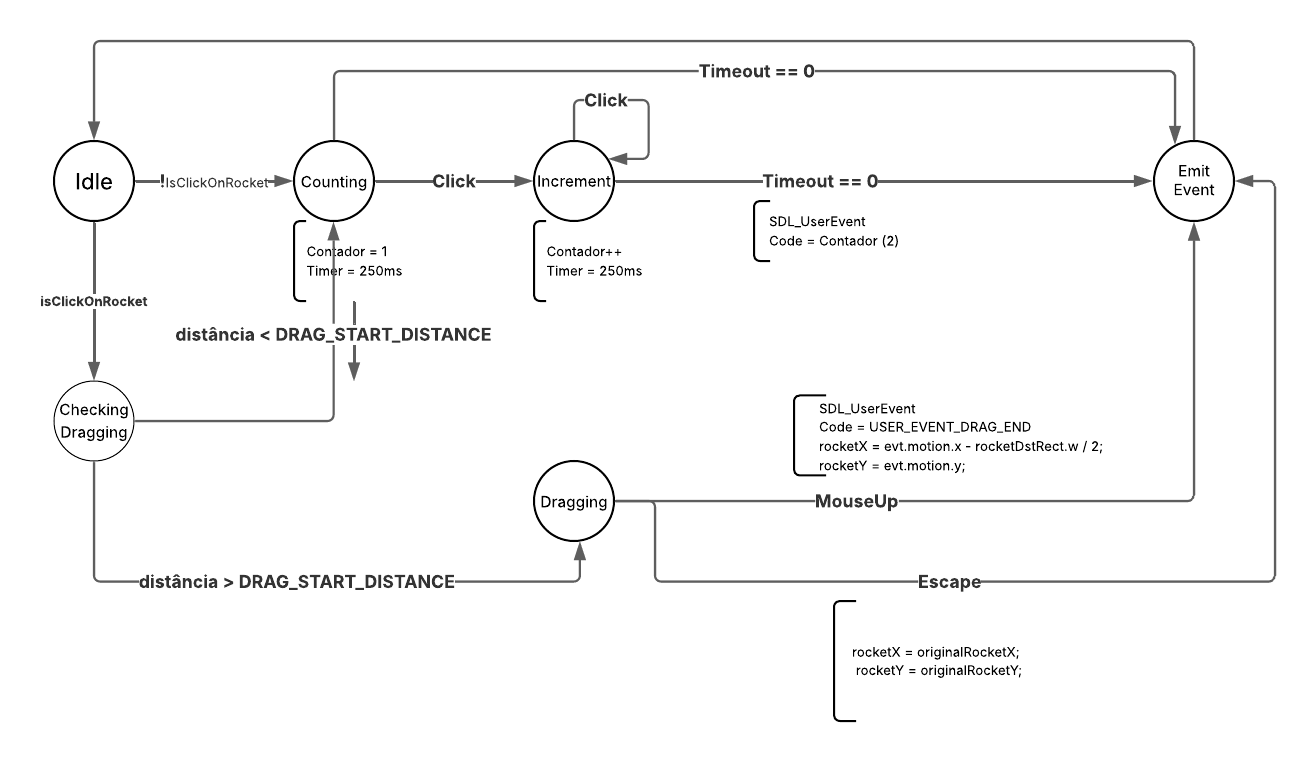 Timeout == 0
Click
Idle
!IsClickOnRocket
Counting
Click
Increment
Timeout == 0
Emit
Event
Contador = 1
Timer = 250ms
Contador++
Timer = 250ms
SDL_UserEvent
Code = Contador (2)
isClickOnRocket
distância < DRAG_START_DISTANCE
Checking
Dragging
SDL_UserEvent
Code = USER_EVENT_DRAG_END
rocketX = evt.motion.x - rocketDstRect.w / 2;
rocketY = evt.motion.y;
Dragging
MouseUp
distância > DRAG_START_DISTANCE
Escape
rocketX = originalRocketX;
rocketY = originalRocketY;